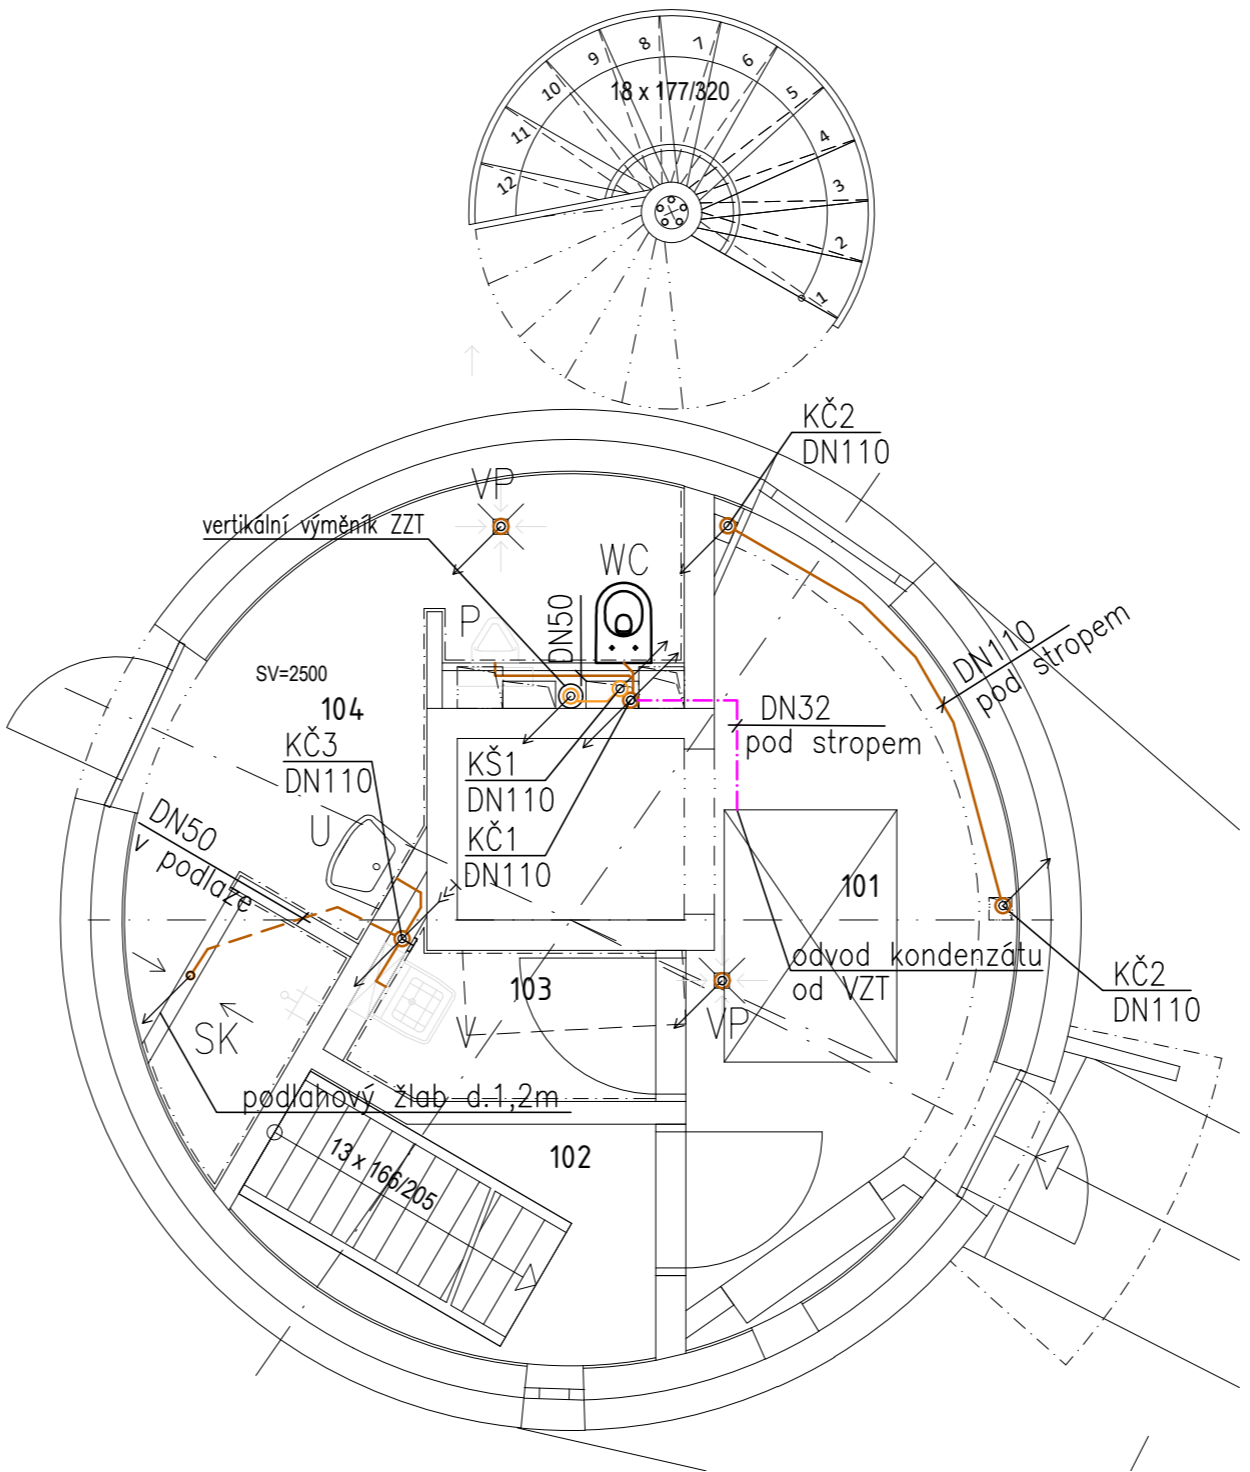 9
8
7
6
5
4
3
2
1
10
11
12
18 x 177/320
KČ2
DN110
VP
vertikální výměník ZZT
WC
DN50
P
DN110
pod stropem
SV=2500
104
KČ3
DN110
KŠ1
DN110
KČ1
DN110
DN32
pod stropem
DN50
v podlaze
U
101
odvod kondenzátu
od VZT
KČ2
DN110
103
VP
SK
podlahový žlab d.1,2m
102
13 x 166/205